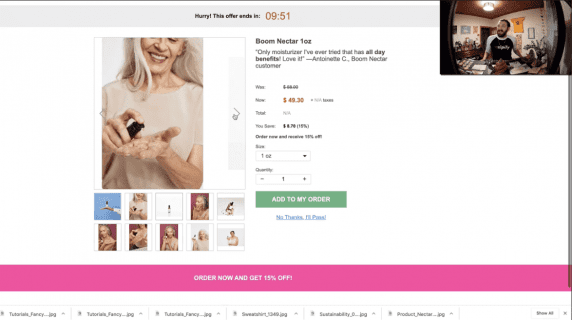 Hurry! This offer ends in: 09:51
Boom Nectar 1oz
"Only moisturizer I've ever tried that has all day
benefits! Love it!" —Antoinette C., Boom Nectar
customer
Was: $ 58.00
Now: $ 49.30 + N/A taxes
Total: N/A
You Save: $ 8.70 (15%)
Order now and receive 15% off!
Size:
1 oz
Quantity:
− 1 +
ADD TO MY ORDER
No Thanks, I'll Pass!
ORDER NOW AND GET 15% OFF!
Tutorials_Fancy....jpg
Tutorials_Fancy....jpg
Tutorials_Fancy....jpg
Sweatshirt_1349.jpg
Sustainability_0....jpg
Product_Nectar...jpg
Show All